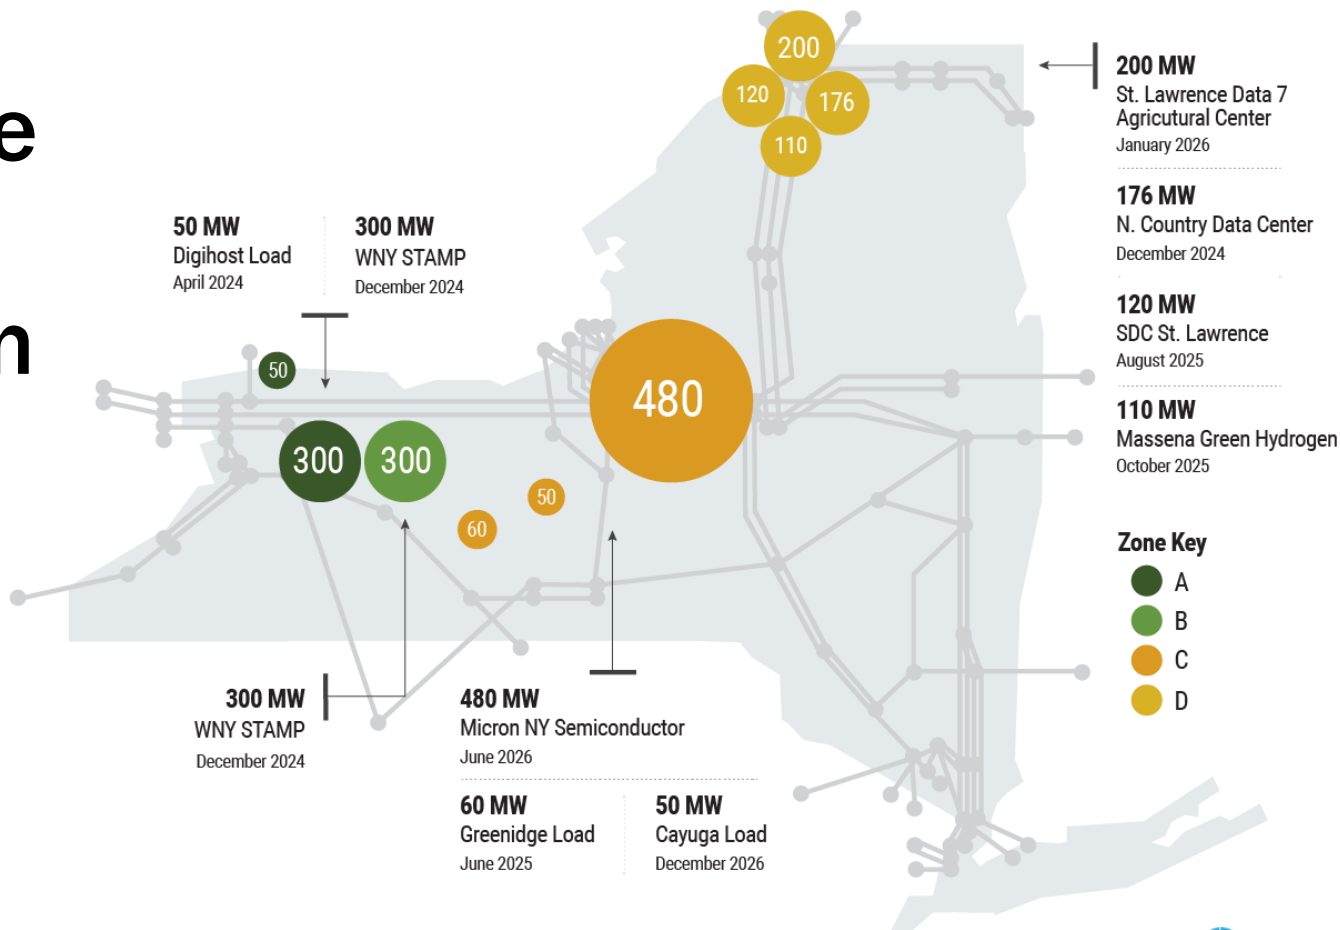 e
n
200
120
176
110
200 MW
St. Lawrence Data 7
Agricutural Center
January 2026
176 MW
N. Country Data Center
December 2024
120 MW
SDC St. Lawrence
August 2025
110 MW
Massena Green Hydrogen
October 2025
50 MW
Digihost Load
April 2024
300 MW
WNY STAMP
December 2024
50
480
300
300
50
60
Zone Key
A
B
C
D
300 MW
WNY STAMP
December 2024
480 MW
Micron NY Semiconductor
June 2026
60 MW
Greenidge Load
June 2025
50 MW
Cayuga Load
December 2026